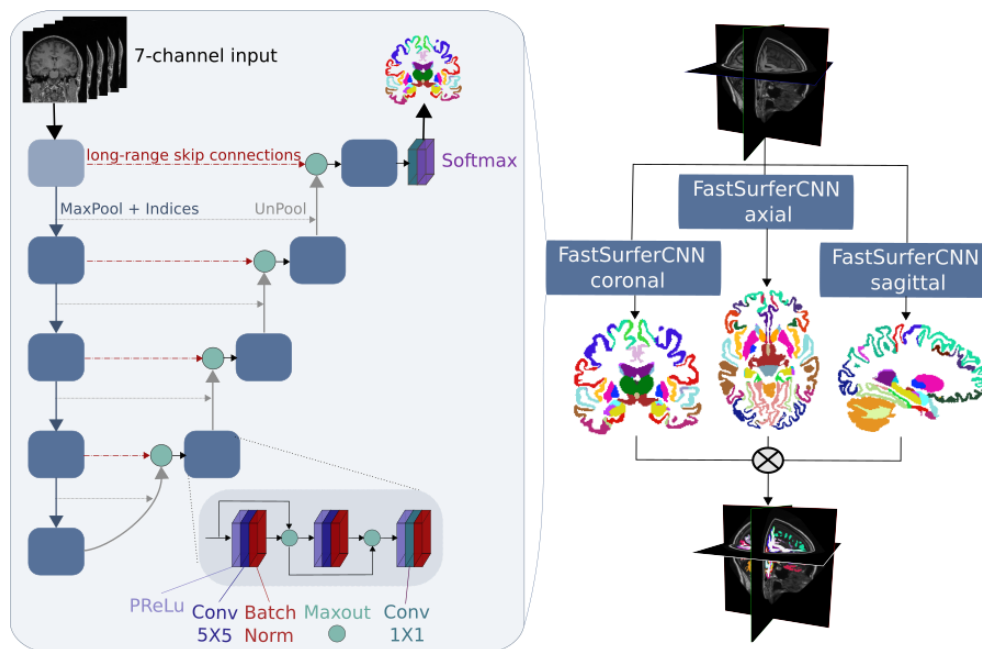 7-channel input
long-range skip connections
Softmax
MaxPool + Indices
UnPool
PReLu
Conv
5X5
Batch
Norm
Maxout
Conv
1X1
FastSurferCNN
axial
FastSurferCNN
coronal
FastSurferCNN
sagittal